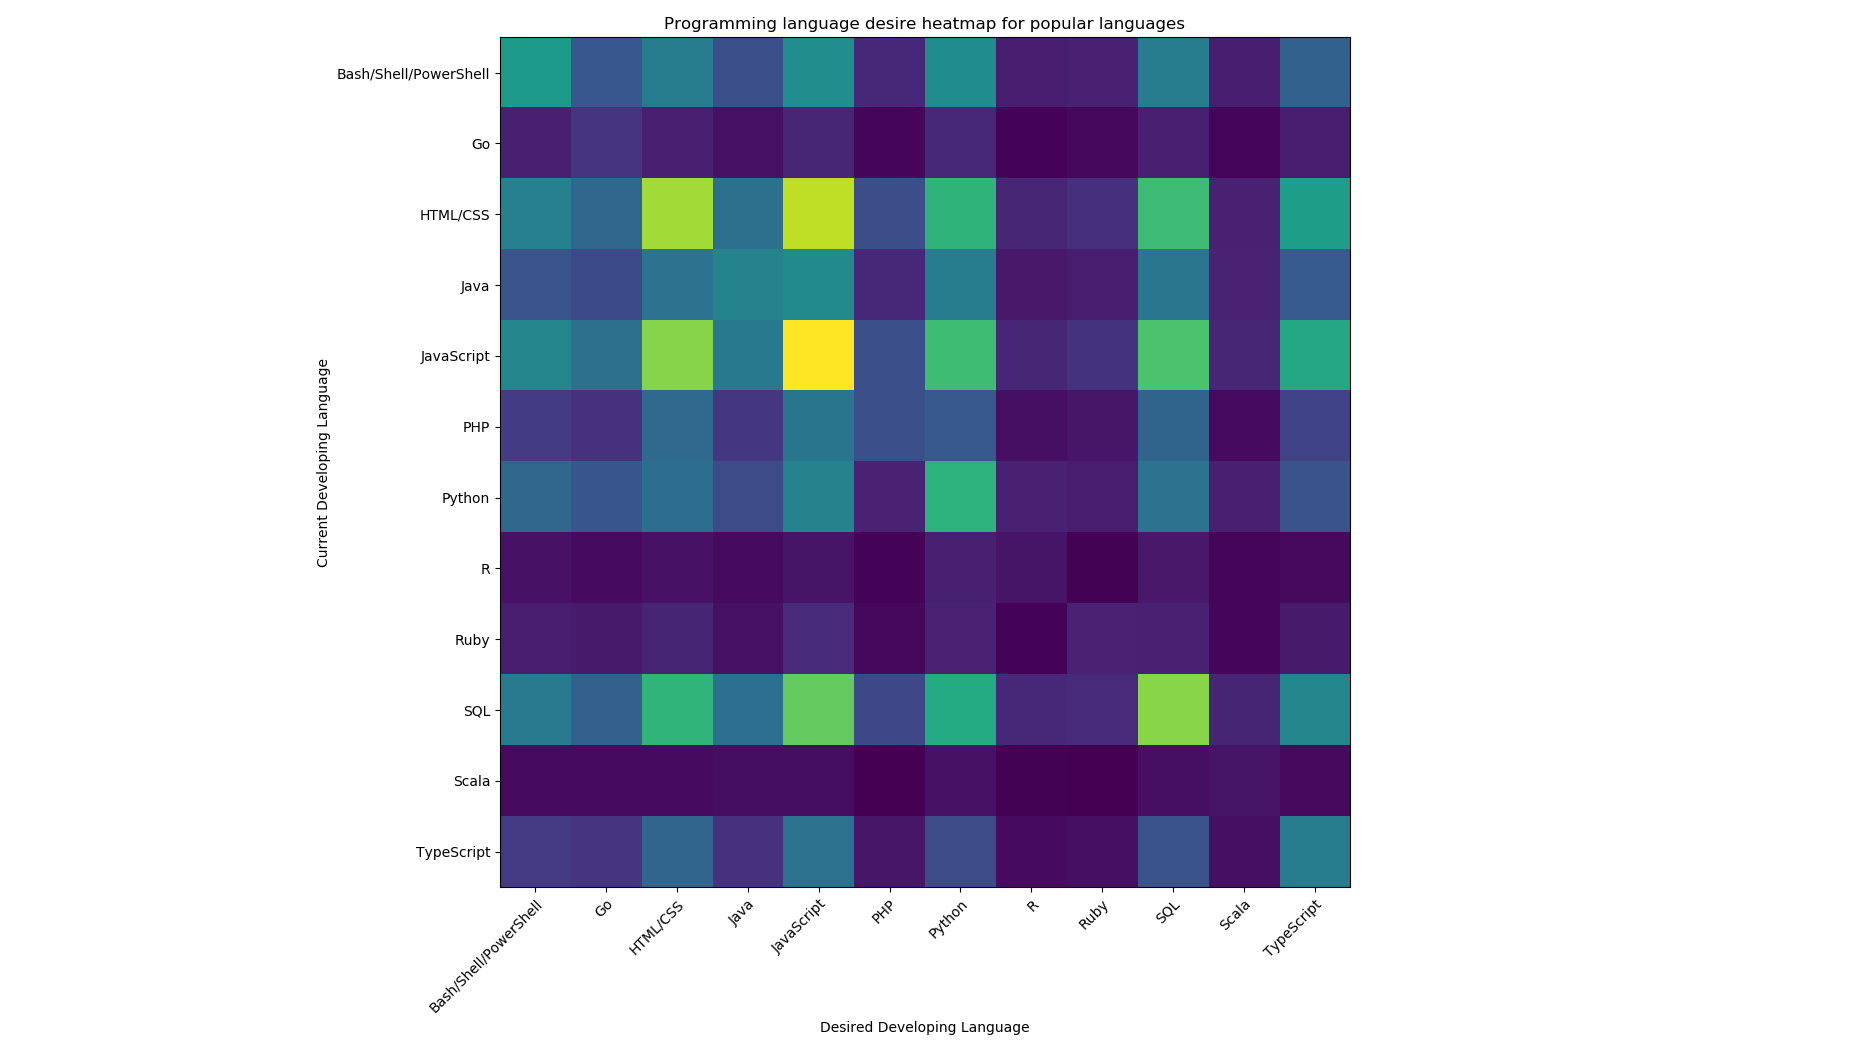 Programming language desire heatmap for popular languages
Bash/Shell/PowerShell
Go
HTML/CSS
Java
JavaScript
PHP
Python
R
Ruby
SQL
Scala
TypeScript
Current Developing Language
Bash/Shell/PowerShell
Go
HTML/CSS
Java
JavaScript
PHP
Python
R
Ruby
SQL
Scala
TypeScript
Desired Developing Language